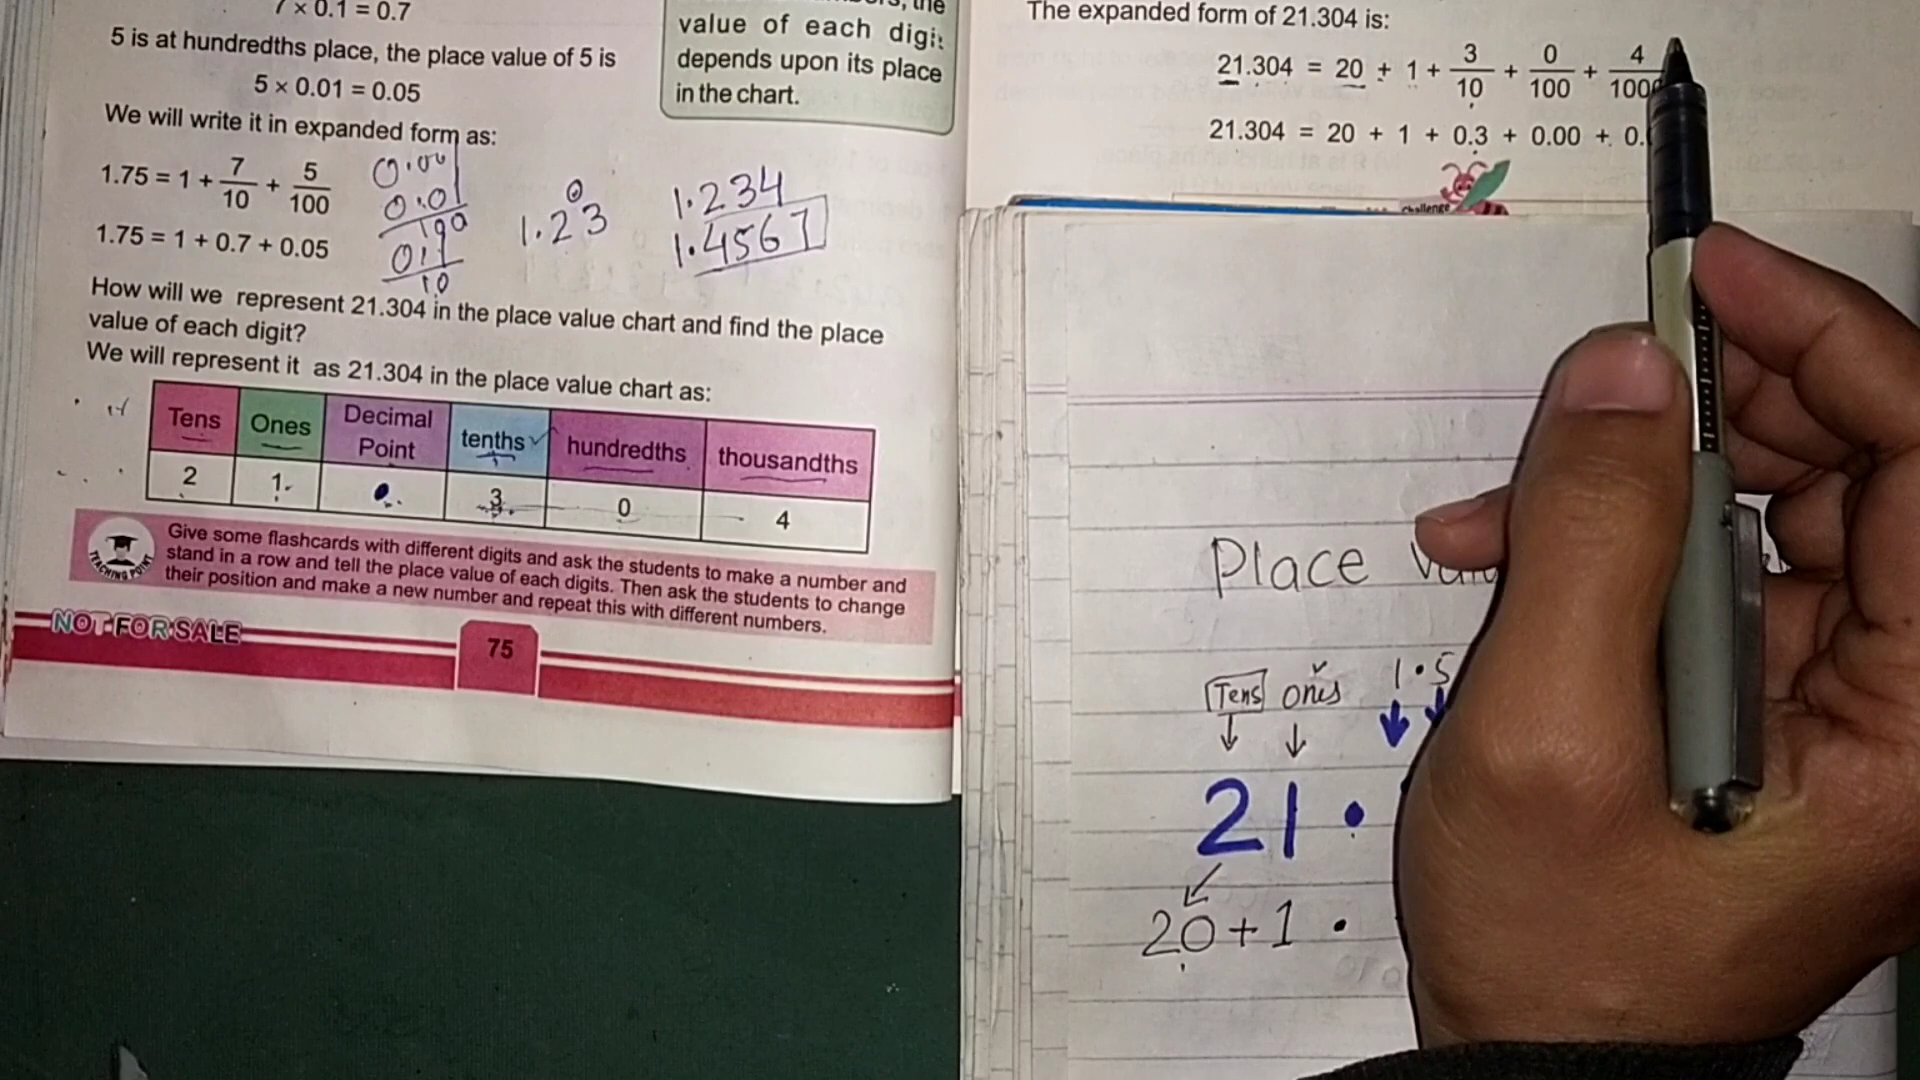 7 × 0.1 = 0.7
5 is at hundredths place, the place value of 5 is
5 × 0.01 = 0.05
We will write it in expanded form as:
1.75 = 1 + 7/10 + 5/100
1.75 = 1 + 0.7 + 0.05
the
value of each digit
depends upon its place
in the chart.
1.23
1.234
1.4567
How will we represent 21.304 in the place value chart and find the place
value of each digit?
We will represent it as 21.304 in the place value chart as:
Tens Ones Decimal Point tenths hundredths thousandths
2 1 . 3 0 4
TEACHING POINT
Give some flashcards with different digits and ask the students to make a number and
stand in a row and tell the place value of each digits. Then ask the students to change
their position and make a new number and repeat this with different numbers.
NOT FOR SALE
75
The expanded form of 21.304 is:
21.304 = 20 + 1 + 3/10 + 0/100 + 4/1000
21.304 = 20 + 1 + 0.3 + 0.00 + 0.
challenge
Place
Tens ones 1.5
21.
20+1.